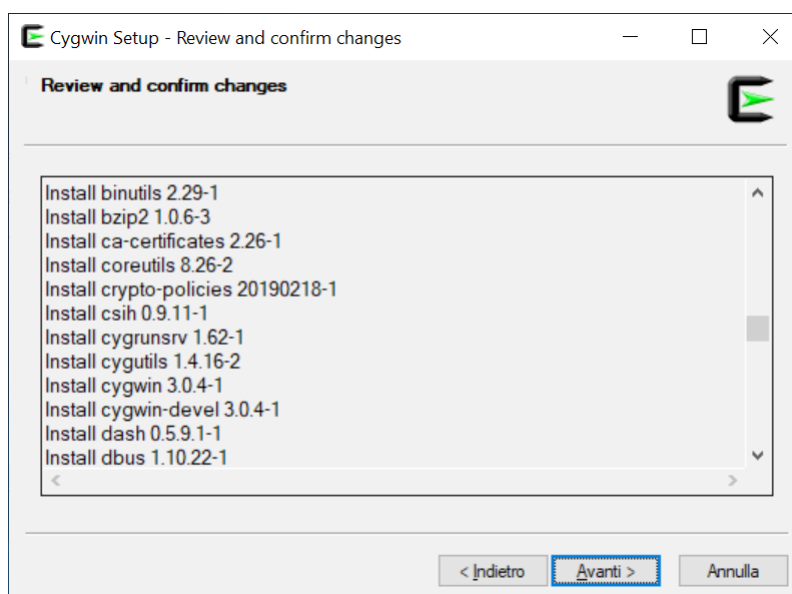 Cygwin Setup - Review and confirm changes
Review and confirm changes
Install binutils 2.29-1
Install bzip2 1.0.6-3
Install ca-certificates 2.26-1
Install coreutils 8.26-2
Install crypto-policies 20190218-1
Install csih 0.9.11-1
Install cygrunsrv 1.62-1
Install cygutils 1.4.16-2
Install cygwin 3.0.4-1
Install cygwin-devel 3.0.4-1
Install dash 0.5.9.1-1
Install dbus 1.10.22-1
< Indietro Avanti > Annulla